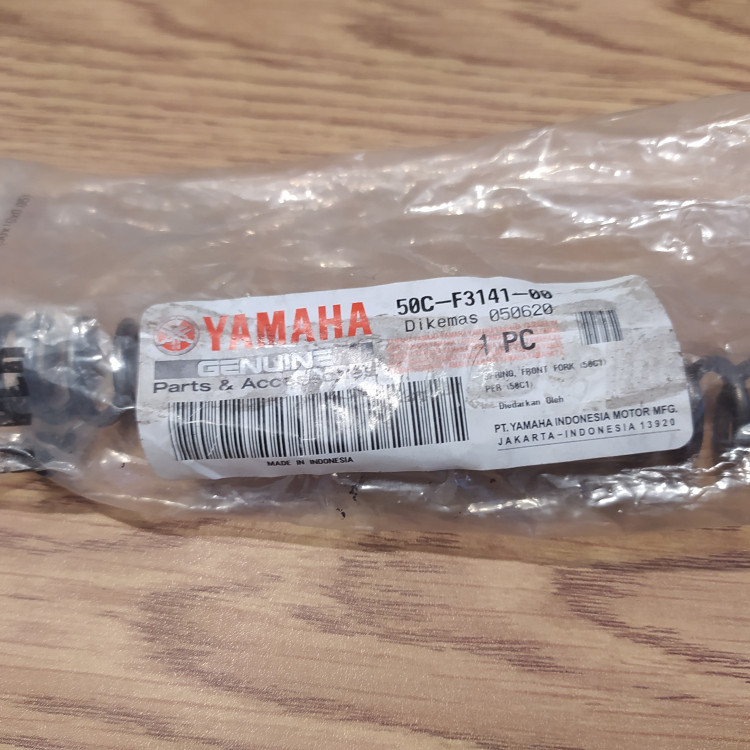 YAMAHA
GENUINE
Parts & Accessories
50C-F3141-00
Dikemas 050620
1 PC
SPRING, FRONT FORK (50C1)
PER (50C1)
Diedarkan Oleh
PT. YAMAHA INDONESIA MOTOR MFG.
JAKARTA-INDONESIA 13920
MADE IN INDONESIA